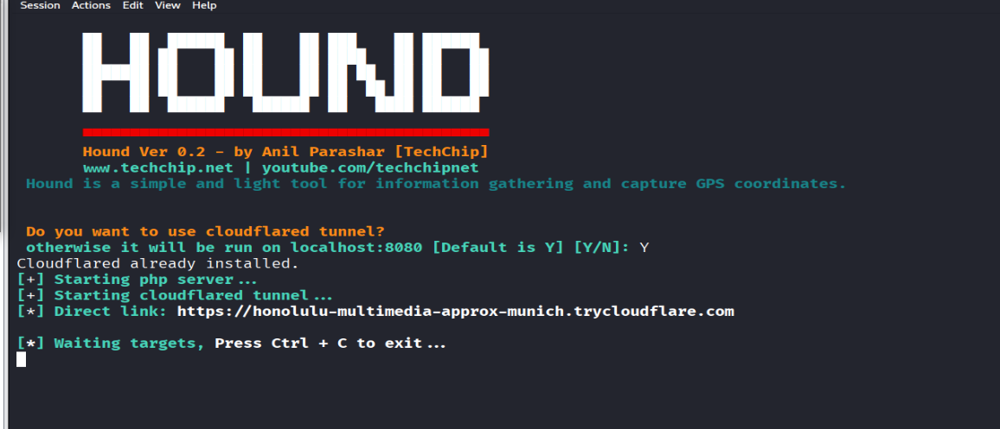 Session Actions Edit View Help
HOUND
Hound Ver 0.2 - by Anil Parashar [TechChip]
www.techchip.net | youtube.com/techchipnet
Hound is a simple and light tool for information gathering and capture GPS coordinates.
Do you want to use cloudflared tunnel?
otherwise it will be run on localhost:8080 [Default is Y] [Y/N]: Y
Cloudflared already installed.
[+] Starting php server...
[+] Starting cloudflared tunnel...
[*] Direct link: https://honolulu-multimedia-approx-munich.trycloudflare.com
[*] Waiting targets, Press Ctrl + C to exit...